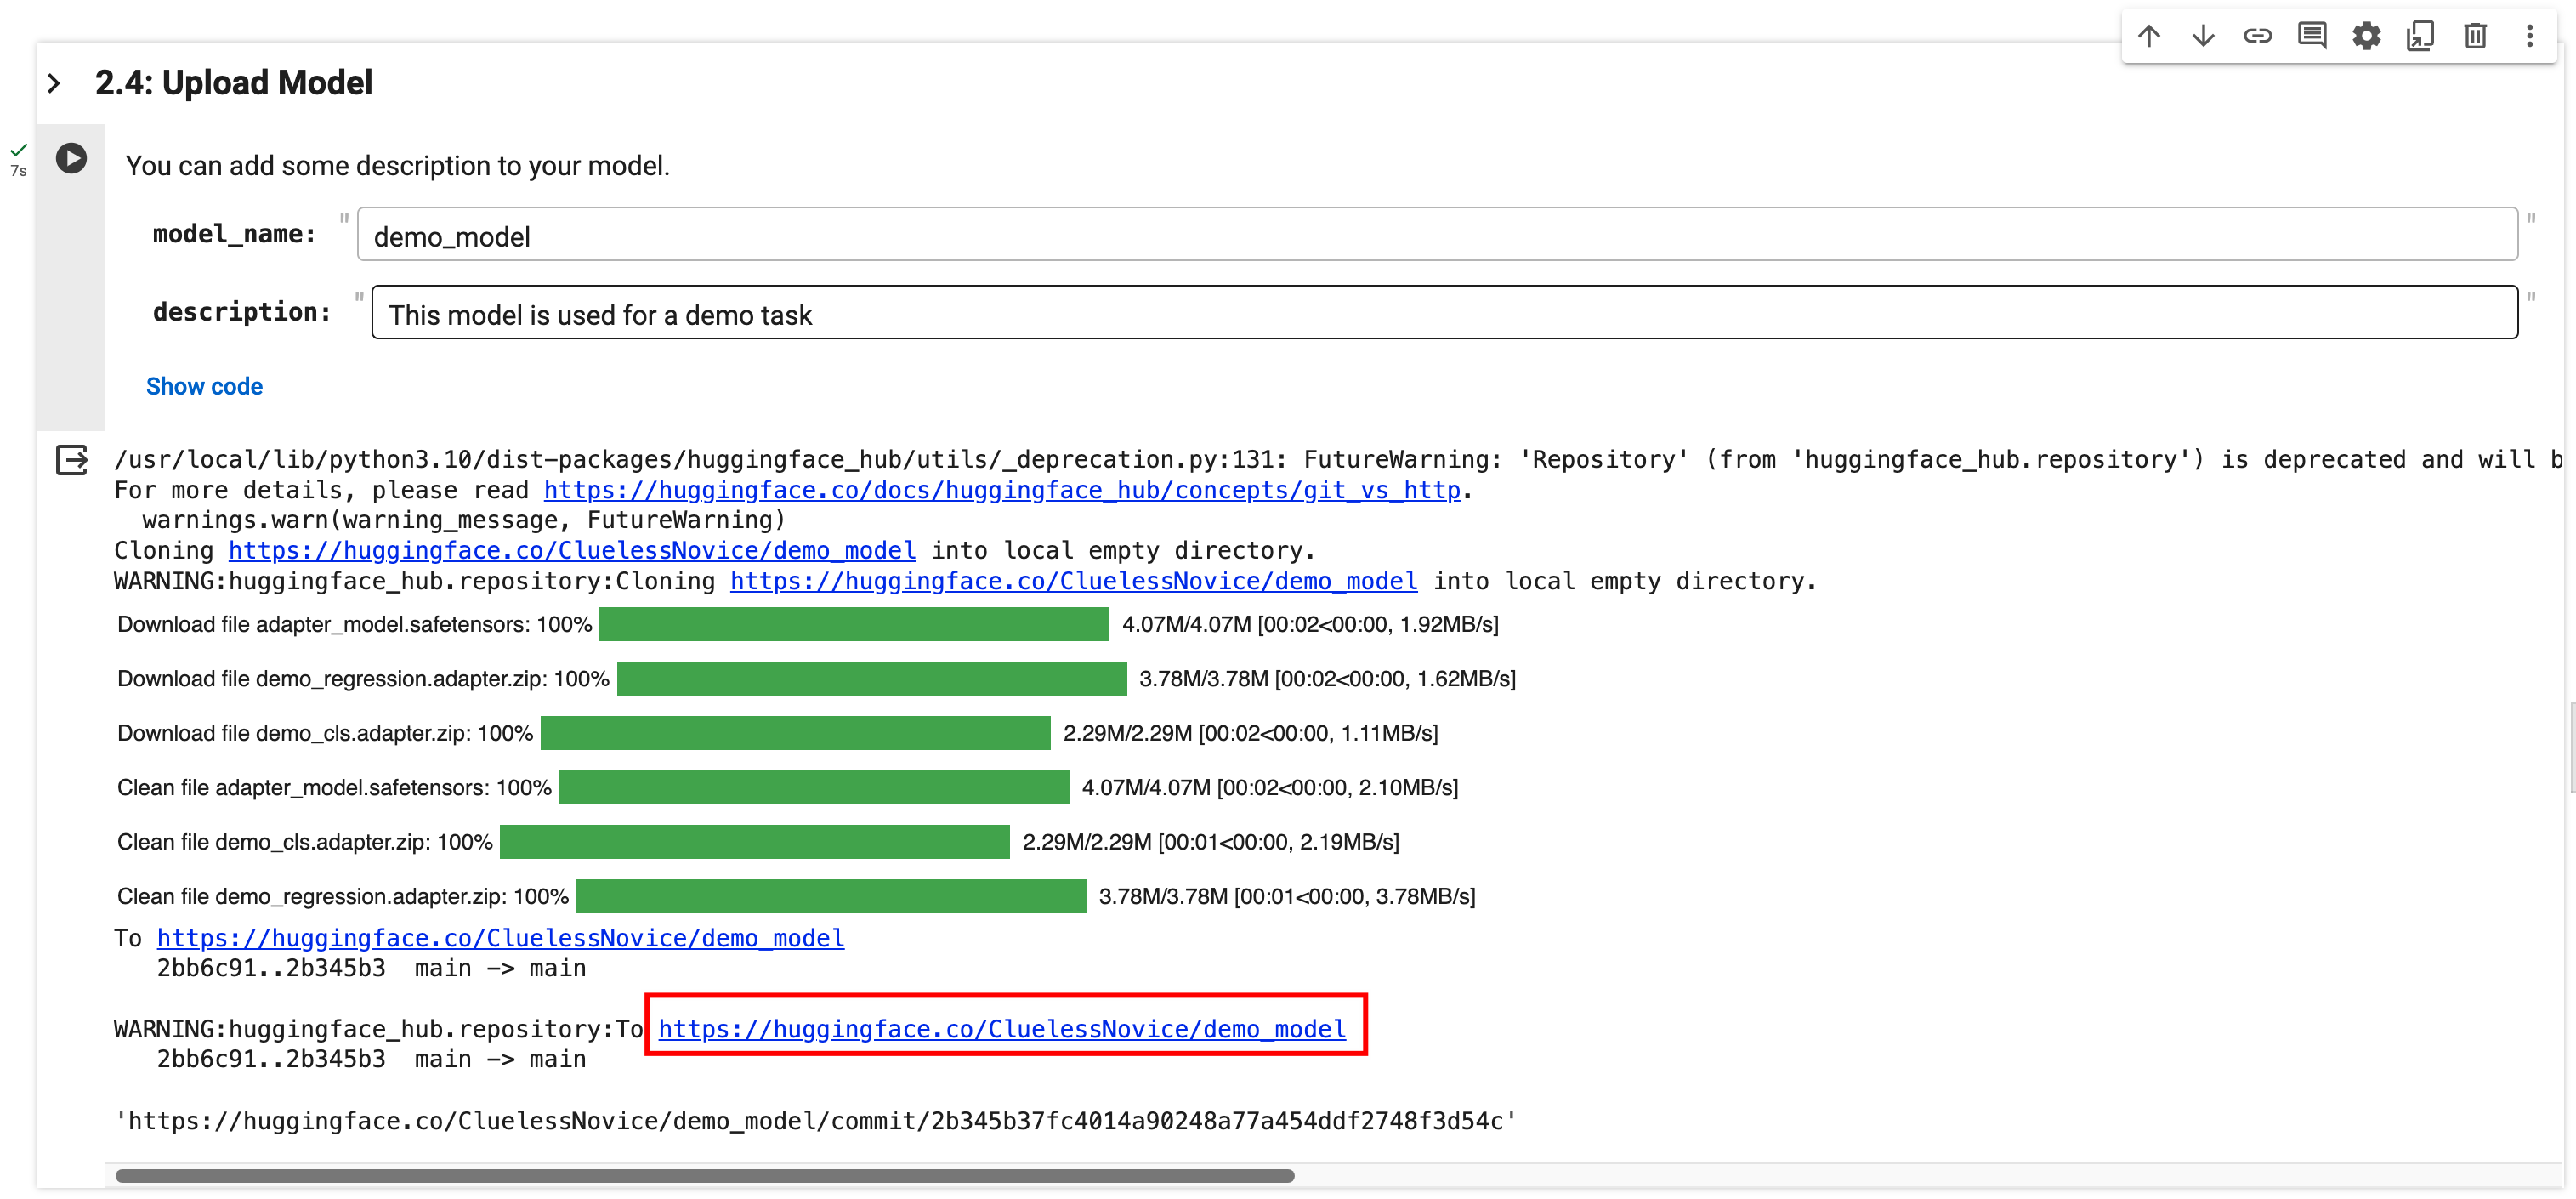 2.4: Upload Model
7s
You can add some description to your model.
model_name: " demo_model "
description: " This model is used for a demo task "
Show code
/usr/local/lib/python3.10/dist-packages/huggingface_hub/utils/_deprecation.py:131: FutureWarning: 'Repository' (from 'huggingface_hub.repository') is deprecated and will b
For more details, please read https://huggingface.co/docs/huggingface_hub/concepts/git_vs_http.
warnings.warn(warning_message, FutureWarning)
Cloning https://huggingface.co/CluelessNovice/demo_model into local empty directory.
WARNING:huggingface_hub.repository:Cloning https://huggingface.co/CluelessNovice/demo_model into local empty directory.
Download file adapter_model.safetensors: 100% 4.07M/4.07M [00:02<00:00, 1.92MB/s]
Download file demo_regression.adapter.zip: 100% 3.78M/3.78M [00:02<00:00, 1.62MB/s]
Download file demo_cls.adapter.zip: 100% 2.29M/2.29M [00:02<00:00, 1.11MB/s]
Clean file adapter_model.safetensors: 100% 4.07M/4.07M [00:02<00:00, 2.10MB/s]
Clean file demo_cls.adapter.zip: 100% 2.29M/2.29M [00:01<00:00, 2.19MB/s]
Clean file demo_regression.adapter.zip: 100% 3.78M/3.78M [00:01<00:00, 3.78MB/s]
To https://huggingface.co/CluelessNovice/demo_model
2bb6c91..2b345b3  main -> main
WARNING:huggingface_hub.repository:To https://huggingface.co/CluelessNovice/demo_model
2bb6c91..2b345b3  main -> main
'https://huggingface.co/CluelessNovice/demo_model/commit/2b345b37fc4014a90248a77a454ddf2748f3d54c'